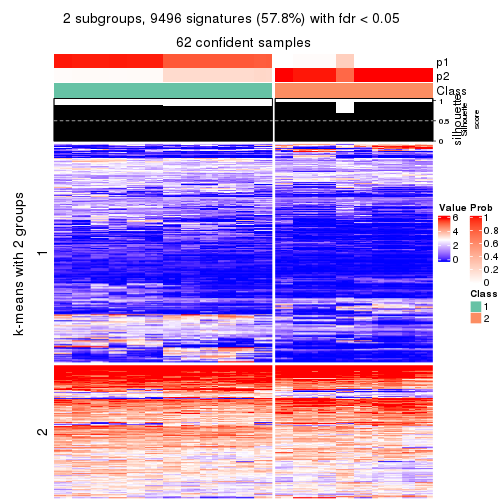 2 subgroups, 9496 signatures (57.8%) with fdr < 0.05
62 confident samples
p1
p2
Class
1
0.5
0
silhouette
Silhouette
score
k-means with 2 groups
1
2
Value
6
4
2
0
Prob
1
0.8
0.6
0.4
0.2
0
Class
1
2